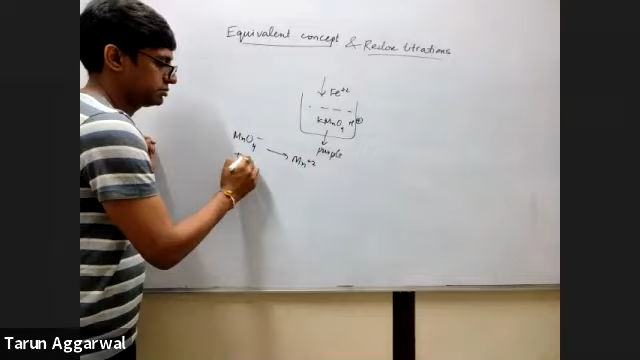 Equivalent concept & Redox titrations
Fe+2
KMnO4 H⊕
purple
MnO4 −
→ Mn+2
+
Tarun Aggarwal